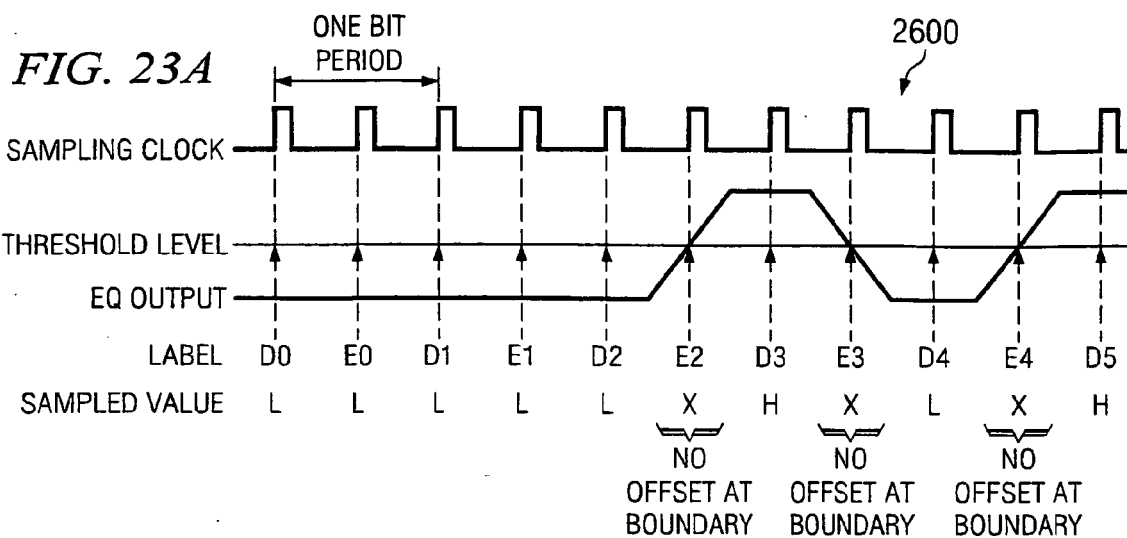 FIG. 23A
ONE BIT
PERIOD
2600
SAMPLING CLOCK
THRESHOLD LEVEL
EQ OUTPUT
LABEL D0 E0 D1 E1 D2 E2 D3 E3 D4 E4 D5
SAMPLED VALUE L L L L L X H X L X H
NO NO NO
OFFSET AT OFFSET AT OFFSET AT
BOUNDARY BOUNDARY BOUNDARY